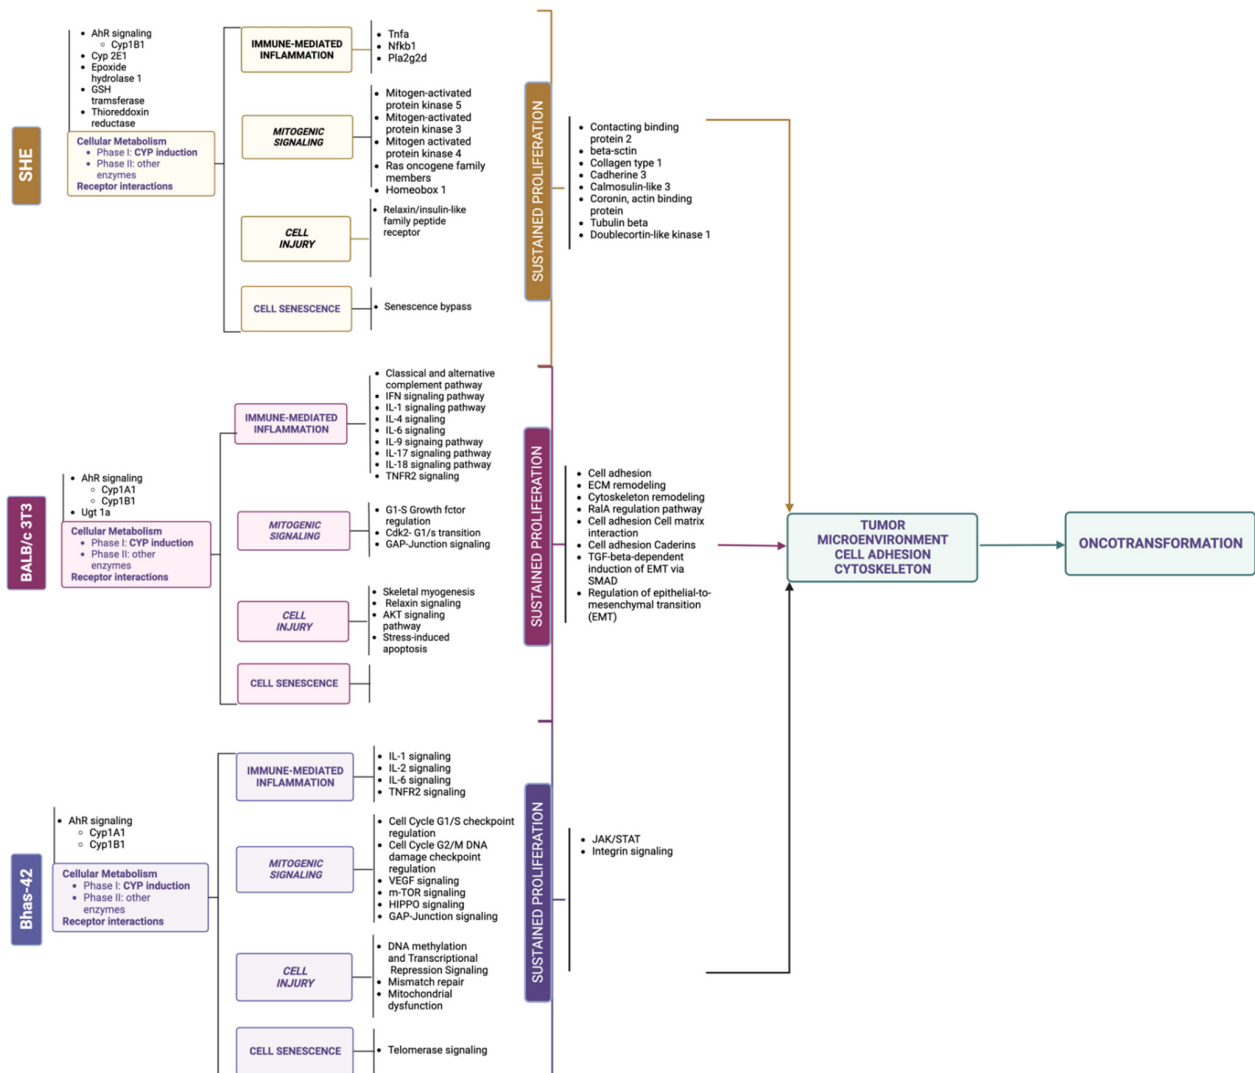 SHE
• AhR signaling
○ Cyp1B1
• Cyp 2E1
• Epoxide
hydrolase 1
• GSH
tramsferase
• Thioreddoxin
reductase
Cellular Metabolism
• Phase I: CYP induction
• Phase II: other
enzymes
Receptor interactions
IMMUNE-MEDIATED
INFLAMMATION
• Tnfa
• Nfkb1
• Pla2g2d
MITOGENIC
SIGNALING
• Mitogen-activated
protein kinase 5
• Mitogen-activated
protein kinase 3
• Mitogen activated
protein kinase 4
• Ras oncogene family
members
• Homeobox 1
CELL
INJURY
• Relaxin/insulin-like
family peptide
receptor
CELL SENESCENCE
• Senescence bypass
SUSTAINED PROLIFERATION
• Contacting binding
protein 2
• beta-sctin
• Collagen type 1
• Cadherine 3
• Calmosulin-like 3
• Coronin, actin binding
protein
• Tubulin beta
• Doublecortin-like kinase 1
BALB/c 3T3
• AhR signaling
○ Cyp1A1
○ Cyp1B1
• Ugt 1a
Cellular Metabolism
• Phase I: CYP induction
• Phase II: other
enzymes
Receptor interactions
IMMUNE-MEDIATED
INFLAMMATION
• Classical and alternative
complement pathway
• IFN signaling pathway
• IL-1 signaling pathway
• IL-4 signaling
• IL-6 signaling
• IL-9 signaing pathway
• IL-17 signaling pathway
• IL-18 signaling pathway
• TNFR2 signaling
MITOGENIC
SIGNALING
• G1-S Growth fctor
regulation
• Cdk2- G1/s transition
• GAP-Junction signaling
CELL
INJURY
• Skeletal myogenesis
• Relaxin signaling
• AKT signaling
pathway
• Stress-induced
apoptosis
CELL SENESCENCE
SUSTAINED PROLIFERATION
• Cell adhesion
• ECM remodeling
• Cytoskeleton remodeling
• RalA regulation pathway
• Cell adhesion Cell matrix
interaction
• Cell adhesion Caderins
• TGF-beta-dependent
induction of EMT via
SMAD
• Regulation of epithelial-to-
mesenchymal transition
(EMT)
TUMOR
MICROENVIRONMENT
CELL ADHESION
CYTOSKELETON
ONCOTRANSFORMATION
Bhas-42
• AhR signaling
○ Cyp1A1
○ Cyp1B1
Cellular Metabolism
• Phase I: CYP induction
• Phase II: other
enzymes
Receptor interactions
IMMUNE-MEDIATED
INFLAMMATION
• IL-1 signaling
• IL-2 signaling
• IL-6 signaling
• TNFR2 signaling
MITOGENIC
SIGNALING
• Cell Cycle G1/S checkpoint
regulation
• Cell Cycle G2/M DNA
damage checkpoint
regulation
• VEGF signaling
• m-TOR signaling
• HIPPO signaling
• GAP-Junction signaling
CELL
INJURY
• DNA methylation
and Transcriptional
Repression Signaling
• Mismatch repair
• Mitochondrial
dysfunction
CELL SENESCENCE
• Telomerase signaling
SUSTAINED PROLIFERATION
• JAK/STAT
• Integrin signaling